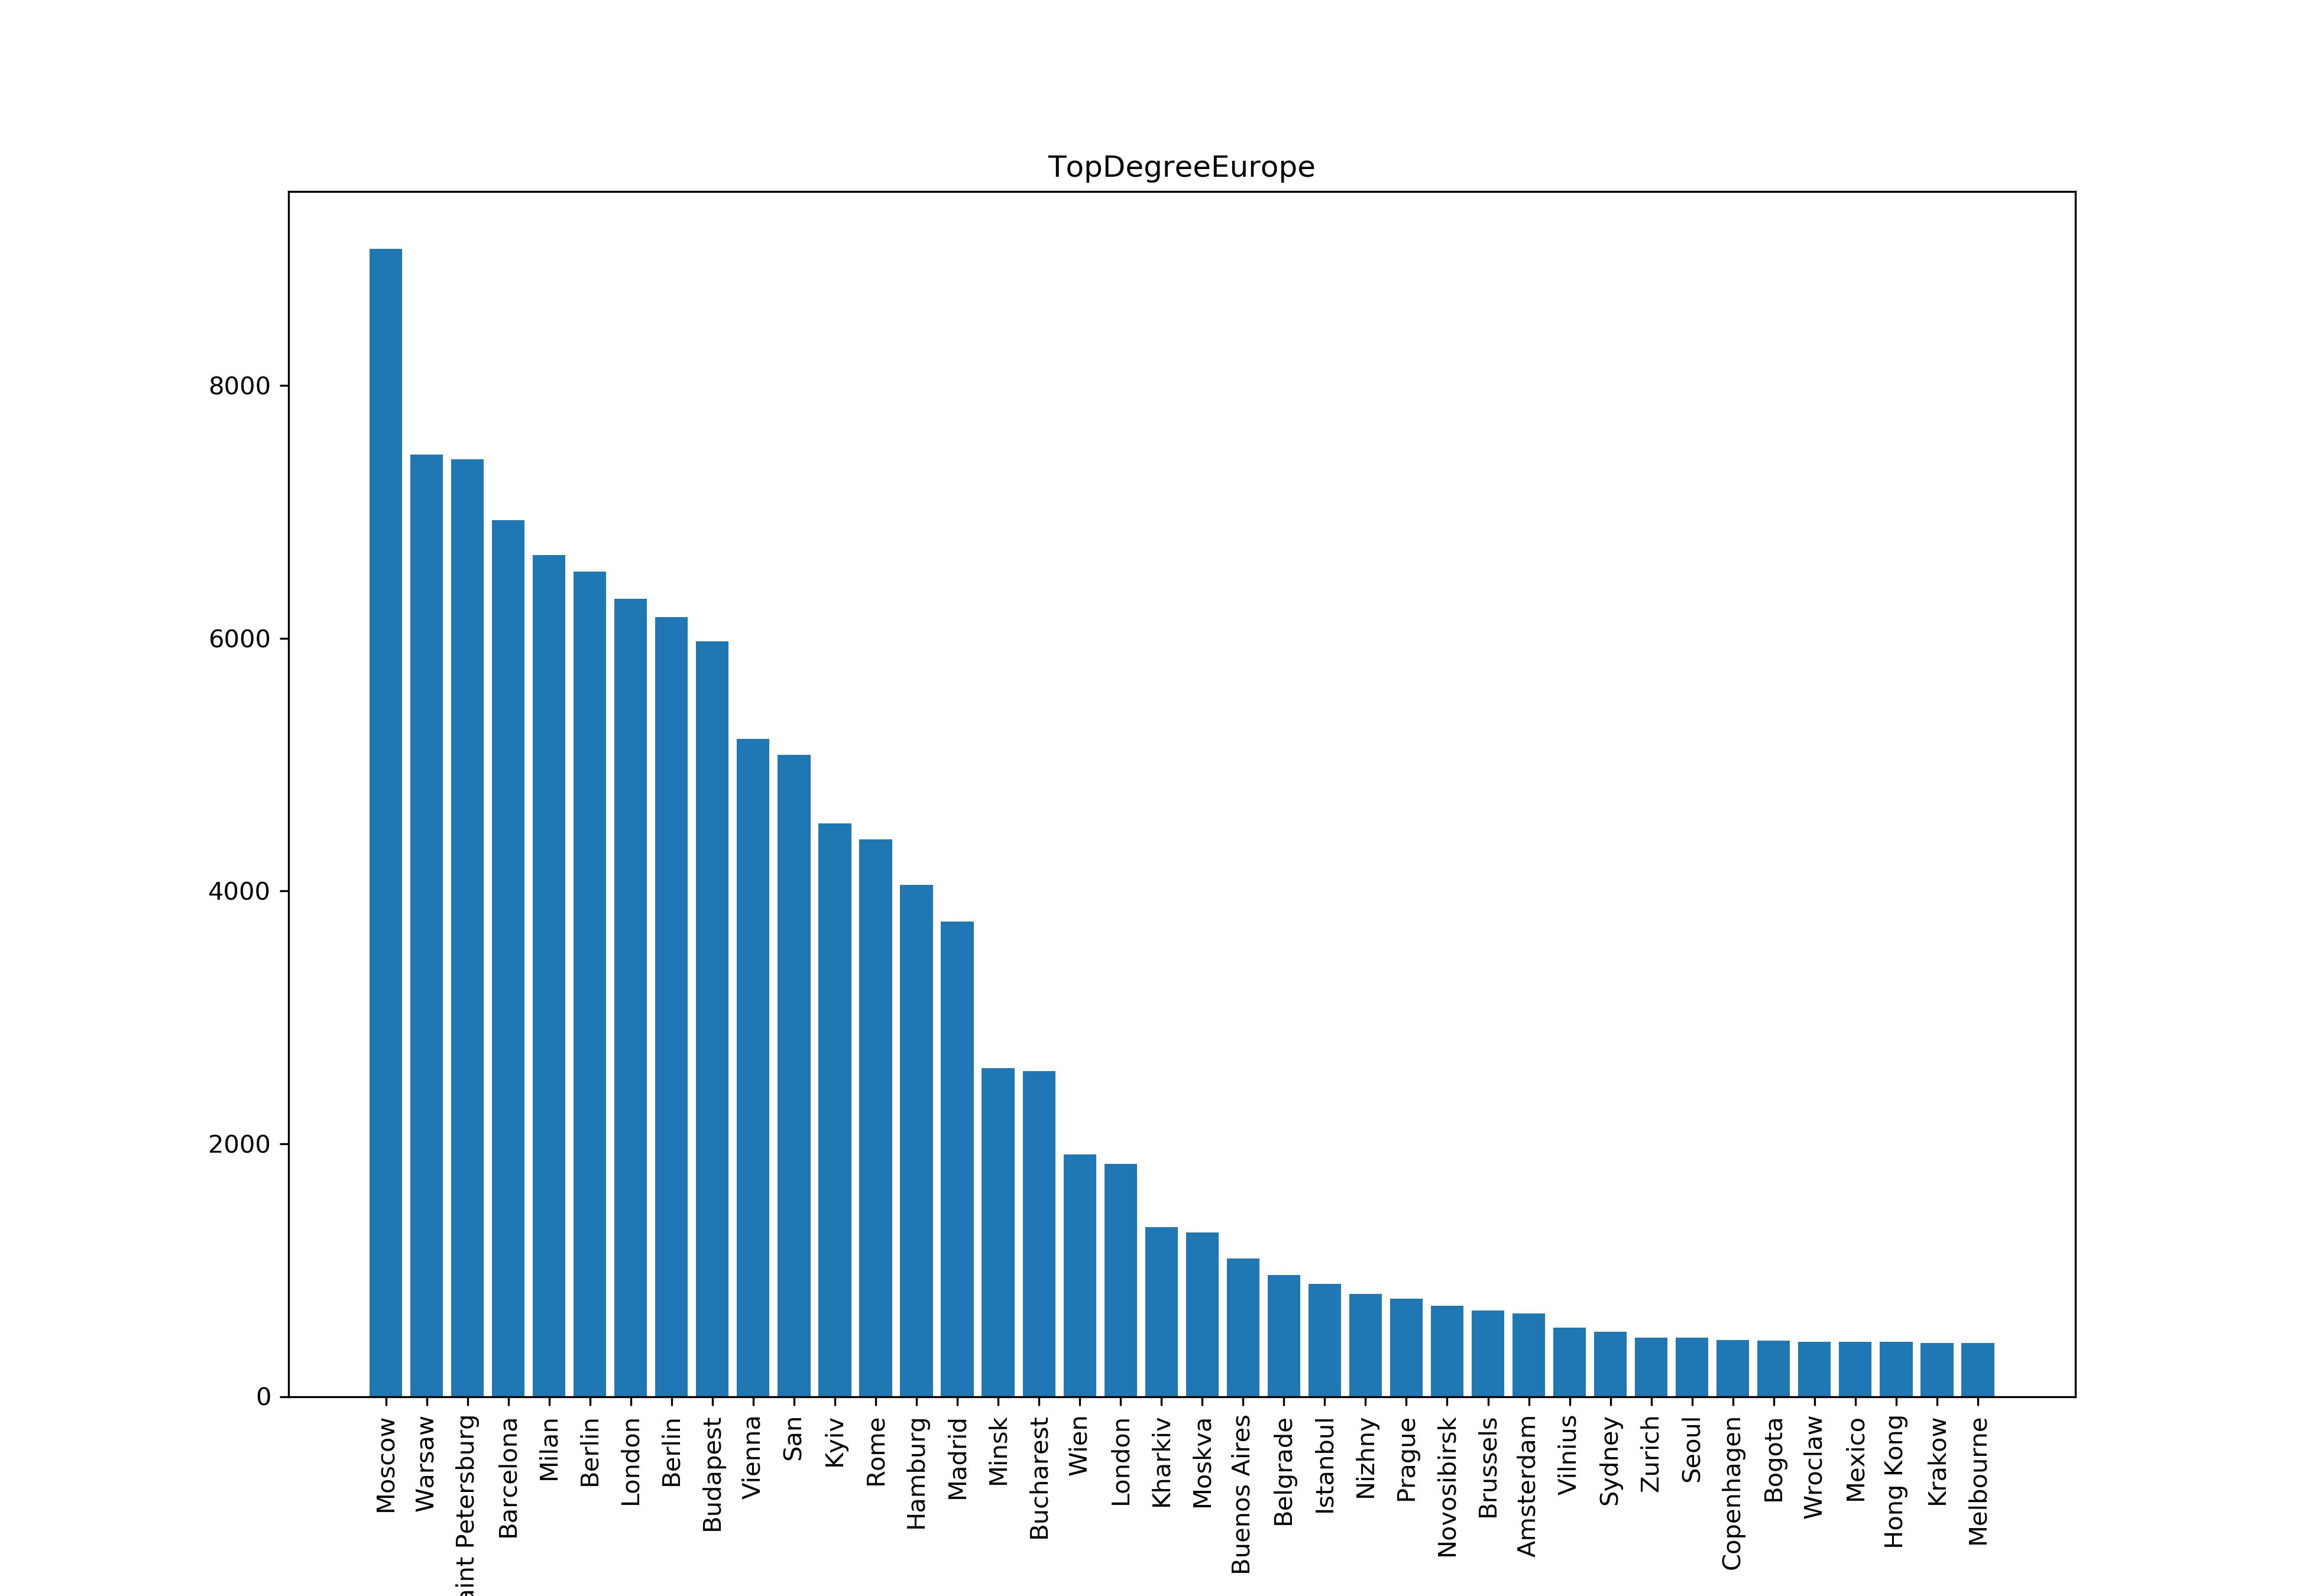 TopDegreeEurope
8000
6000
4000
2000
0
Moscow
Warsaw
aint Petersburg
Barcelona
Milan
Berlin
London
Berlin
Budapest
Vienna
San
Kyiv
Rome
Hamburg
Madrid
Minsk
Bucharest
Wien
London
Kharkiv
Moskva
Buenos Aires
Belgrade
Istanbul
Nizhny
Prague
Novosibirsk
Brussels
Amsterdam
Vilnius
Sydney
Zurich
Seoul
Copenhagen
Bogota
Wroclaw
Mexico
Hong Kong
Krakow
Melbourne